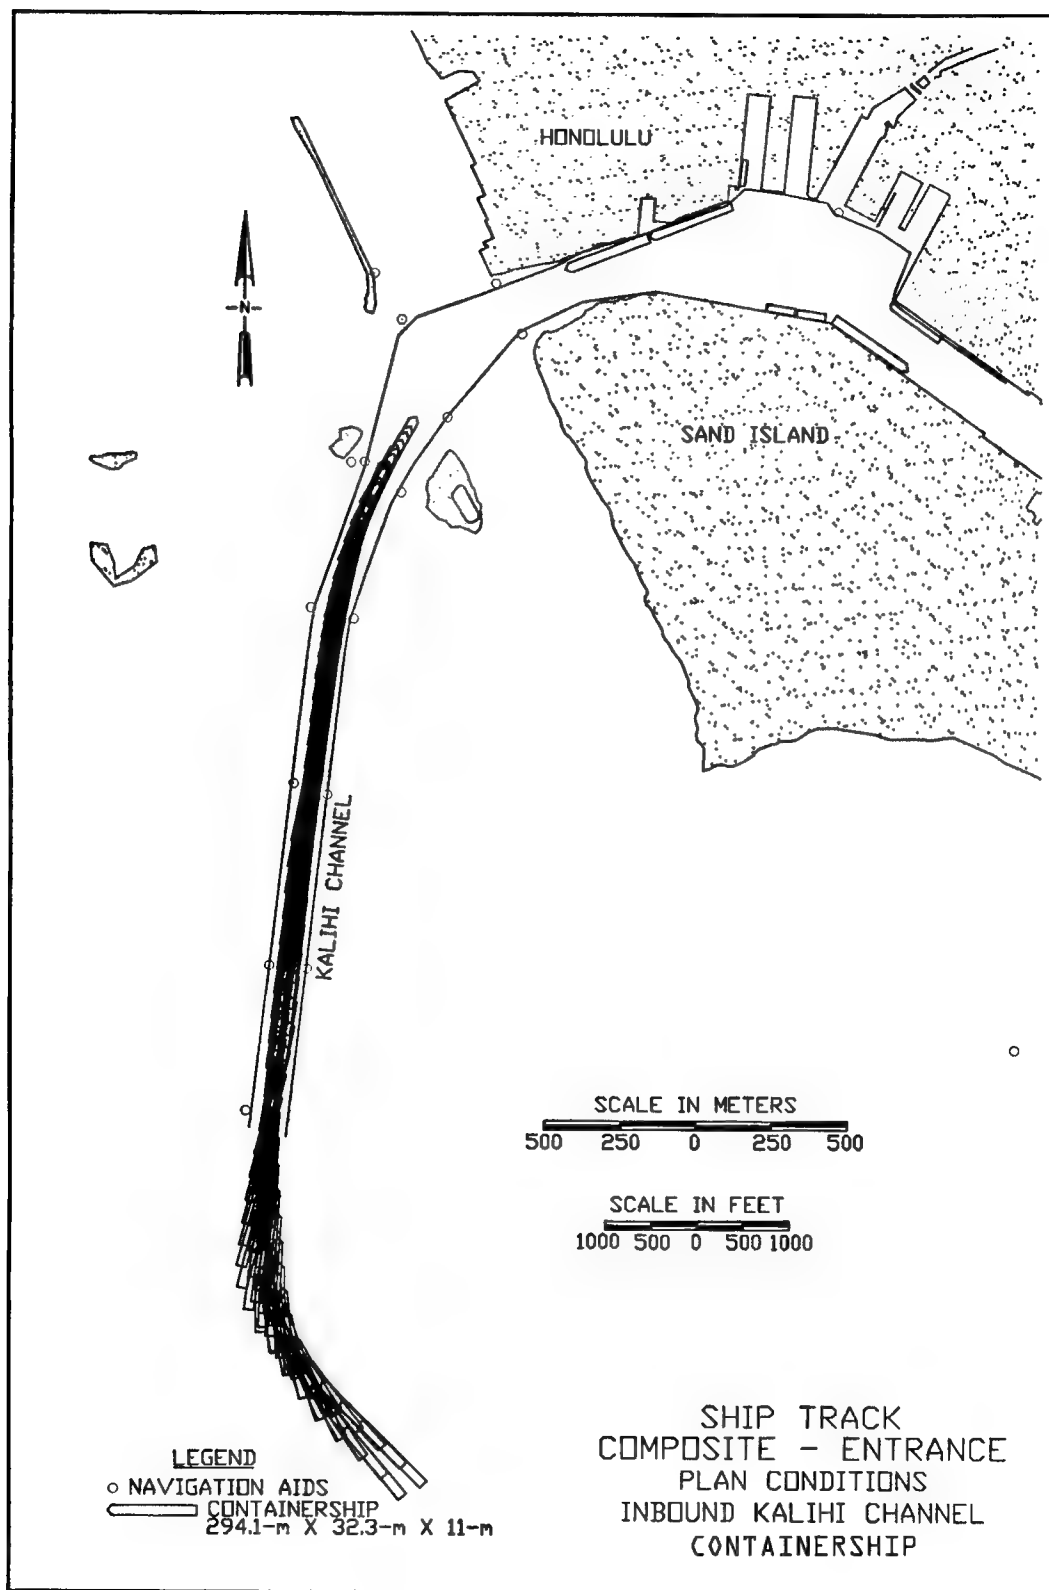 HONOLULU
N
SAND ISLAND
KALIHI CHANNEL
SCALE IN METERS
500 250 0 250 500
SCALE IN FEET
1000 500 0 500 1000
LEGEND
NAVIGATION AIDS
CONTAINERSHIP
294.1-m X 32.3-m X 11-m
SHIP TRACK
COMPOSITE - ENTRANCE
PLAN CONDITIONS
INBOUND KALIHI CHANNEL
CONTAINERSHIP